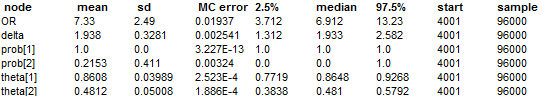 node mean sd MC error 2.5% median 97.5% start sample
OR 7.33 2.49 0.01937 3.712 6.912 13.23 4001 96000
delta 1.938 0.3281 0.002541 1.312 1.933 2.582 4001 96000
prob[1] 1.0 0.0 3.227E-13 1.0 1.0 1.0 4001 96000
prob[2] 0.2153 0.411 0.00324 0.0 0.0 1.0 4001 96000
theta[1] 0.8608 0.03989 2.523E-4 0.7719 0.8648 0.9268 4001 96000
theta[2] 0.4812 0.05008 1.886E-4 0.3838 0.481 0.5792 4001 96000